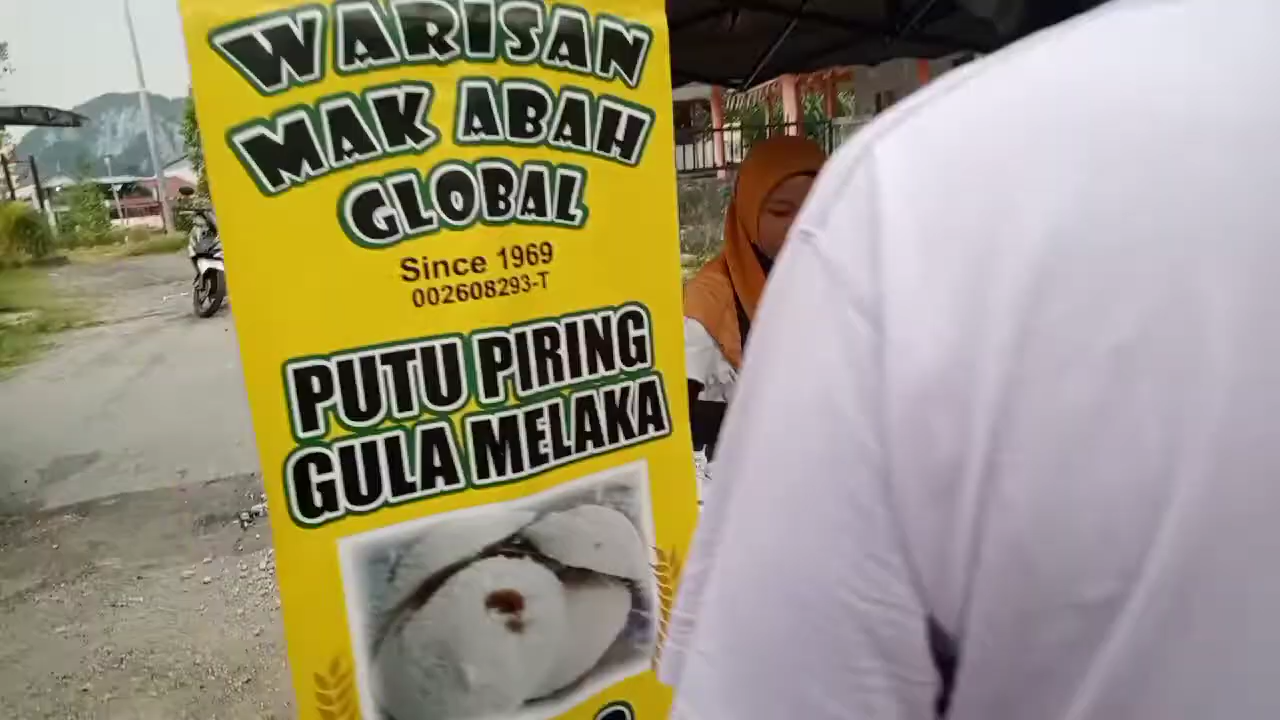 WARISAN
MAK ABAH
GLOBAL
Since 1969
002608293-T
PUTU PIRING
GULA MELAKA